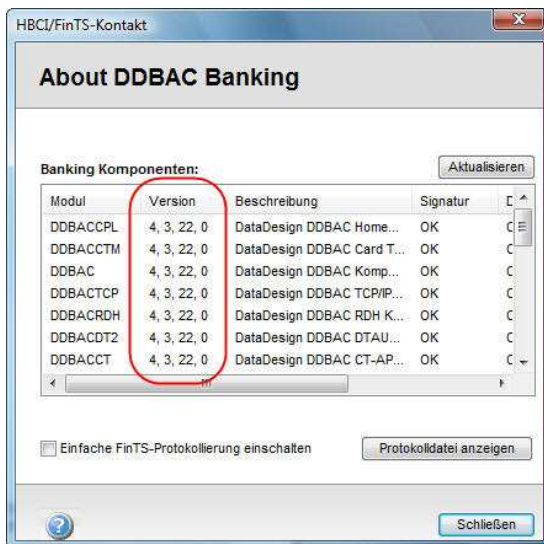 HBCI/FinTS-Kontakt
About DDBAC Banking
Banking Komponenten:
Aktualisieren
Modul Version Beschreibung Signatur
DDBACCPL 4, 3, 22, 0 DataDesign DDBAC Home... OK
DDBACCTM 4, 3, 22, 0 DataDesign DDBAC Card T... OK
DDBAC 4, 3, 22, 0 DataDesign DDBAC Komp... OK
DDBACTCP 4, 3, 22, 0 DataDesign DDBAC TCP/IP... OK
DDBACRDH 4, 3, 22, 0 DataDesign DDBAC RDH K... OK
DDBACDT2 4, 3, 22, 0 DataDesign DDBAC DTAU... OK
DDBACCT 4, 3, 22, 0 DataDesign DDBAC CT-AP... OK
Einfache FinTS-Protokollierung einschalten
Protokolldatei anzeigen
Schließen